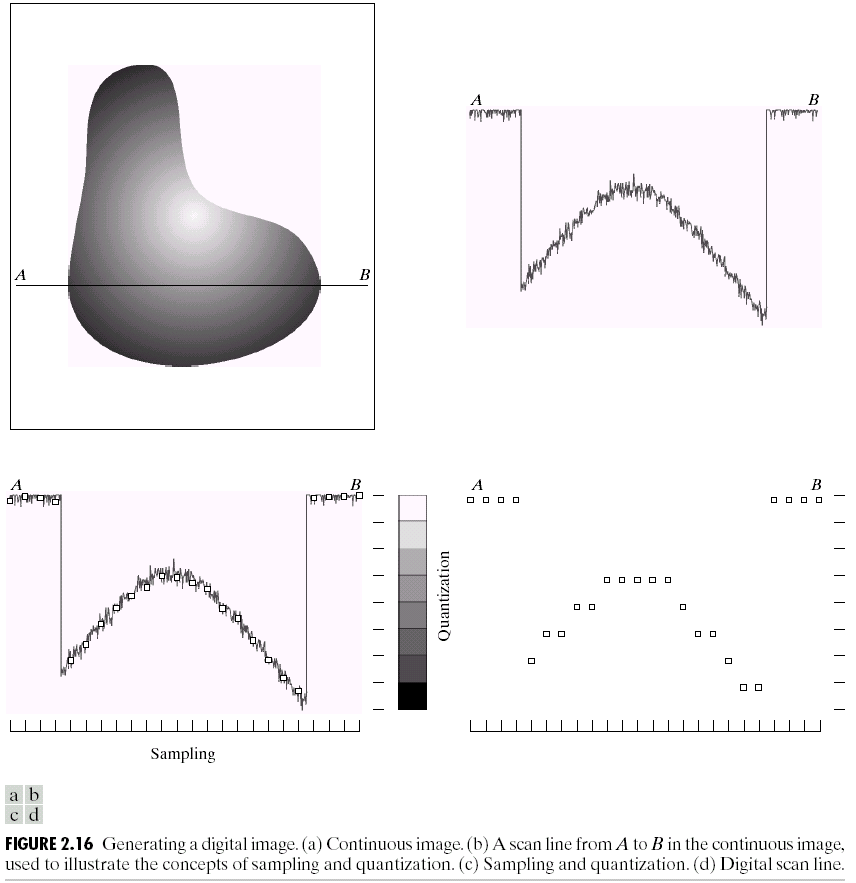 A B
A B
A B
A B
Quantization
Sampling
a b
c d
FIGURE 2.16 Generating a digital image. (a) Continuous image. (b) A scan line from A to B in the continuous image,
used to illustrate the concepts of sampling and quantization. (c) Sampling and quantization. (d) Digital scan line.